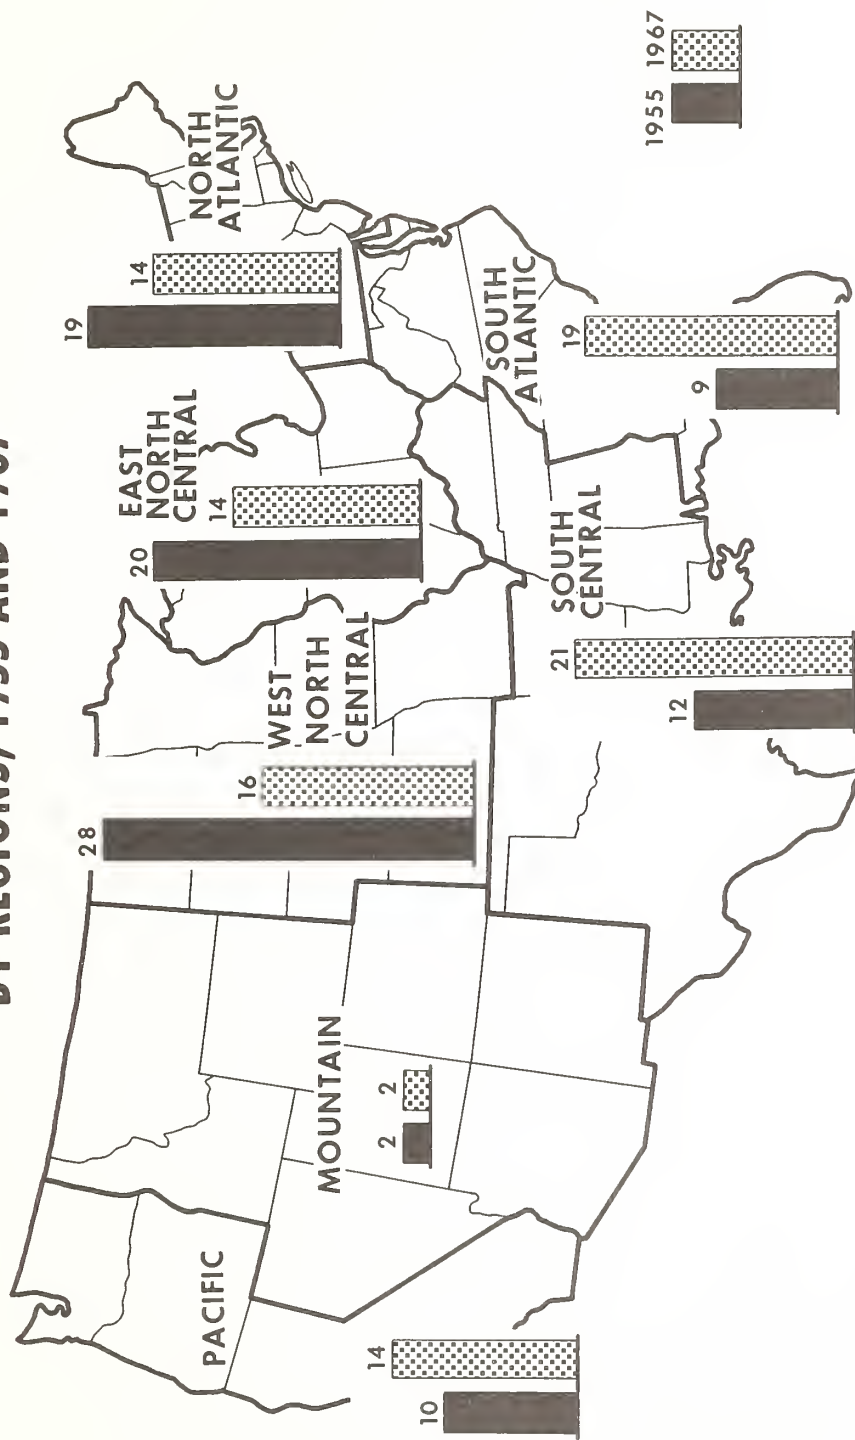 BY REGIONS, 1955 AND 1967
PACIFIC
10
14
MOUNTAIN
2
2
WEST
NORTH
CENTRAL
28
16
EAST
NORTH
CENTRAL
20
14
NORTH
ATLANTIC
19
14
SOUTH
ATLANTIC
9
19
SOUTH
CENTRAL
12
21
1955
1967